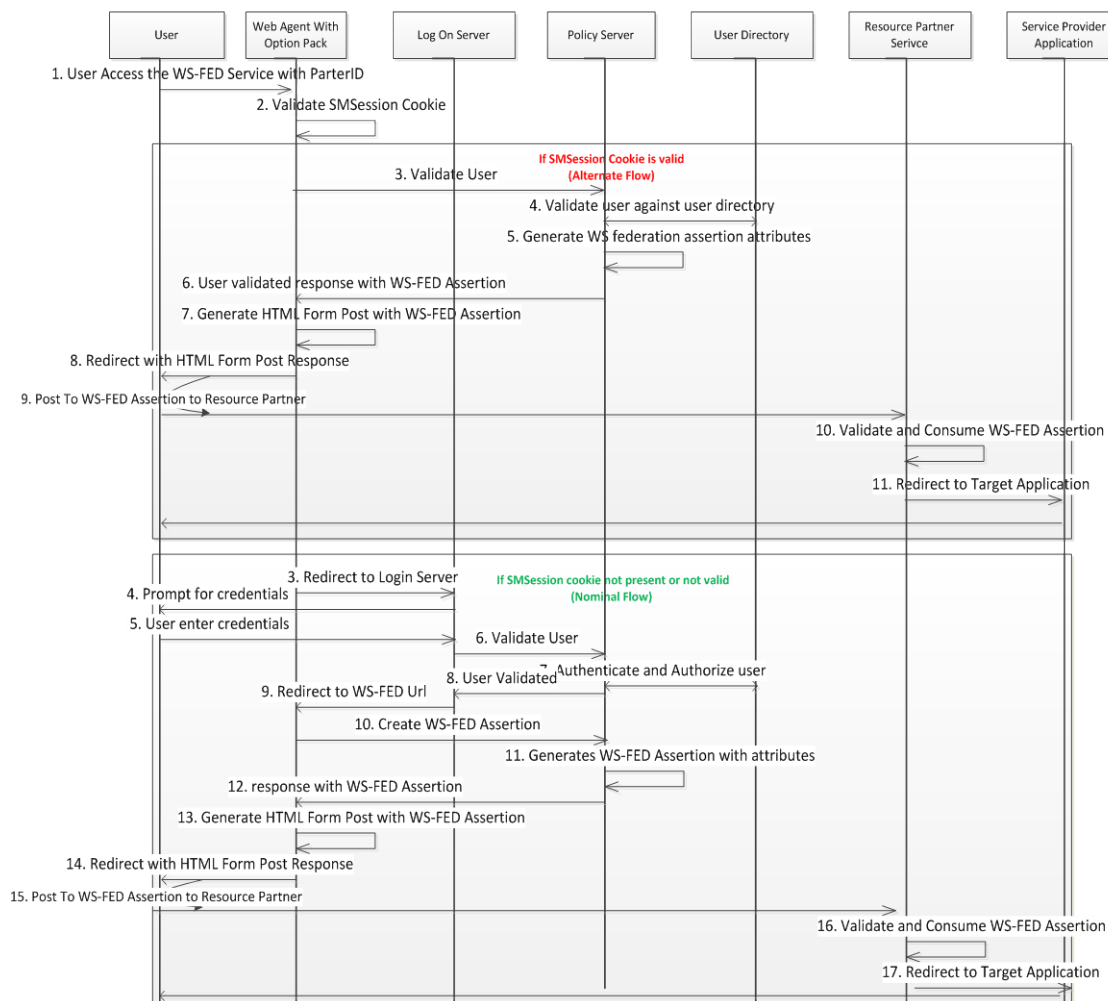 User
Web Agent With
Option Pack
Log On Server
Policy Server
User Directory
Resource Partner
Serivce
Service Provider
Application
1. User Access the WS-FED Service with ParterID
2. Validate SMSession Cookie
If SMSession Cookie is valid
(Alternate Flow)
3. Validate User
4. Validate user against user directory
5. Generate WS federation assertion attributes
6. User validated response with WS-FED Assertion
7. Generate HTML Form Post with WS-FED Assertion
8. Redirect with HTML Form Post Response
9. Post To WS-FED Assertion to Resource Partner
10. Validate and Consume WS-FED Assertion
11. Redirect to Target Application
3. Redirect to Login Server
If SMSession cookie not present or not valid
(Nominal Flow)
4. Prompt for credentials
5. User enter credentials
6. Validate User
7. Authenticate and Authorize user
8. User Validated
9. Redirect to WS-FED Url
10. Create WS-FED Assertion
11. Generates WS-FED Assertion with attributes
12. response with WS-FED Assertion
13. Generate HTML Form Post with WS-FED Assertion
14. Redirect with HTML Form Post Response
15. Post To WS-FED Assertion to Resource Partner
16. Validate and Consume WS-FED Assertion
17. Redirect to Target Application